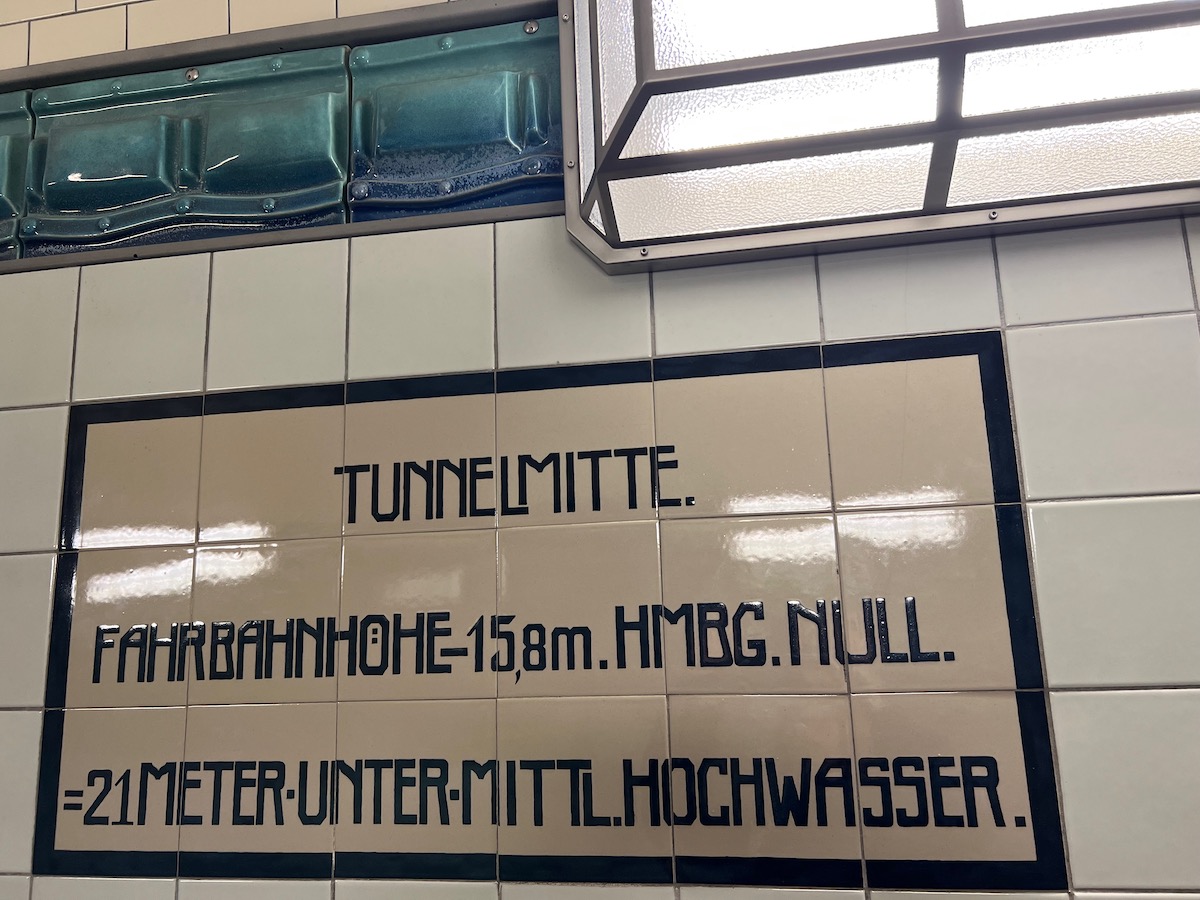 TUNNELMITTE.
FAHRBAHNHÖHE-15,8m.HMBG.NULL.
=21METER·UNTER·MITTL.HOCHWASSER.